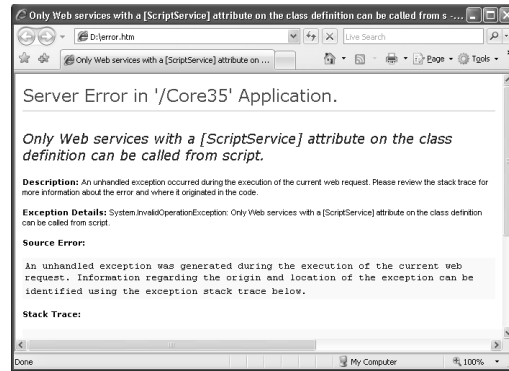 Only Web services with a [ScriptService] attribute on the class definition can be called from s -...
D:\error.htm
Live Search
Only Web services with a [ScriptService] attribute on ...
Page
Tools
Server Error in '/Core35' Application.
Only Web services with a [ScriptService] attribute on the class
definition can be called from script.
Description: An unhandled exception occurred during the execution of the current web request. Please review the stack trace for
more information about the error and where it originated in the code.
Exception Details: System.InvalidOperationException: Only Web services with a [ScriptService] attribute on the class definition
can be called from script.
Source Error:
An unhandled exception was generated during the execution of the current web
request. Information regarding the origin and location of the exception can be
identified using the exception stack trace below.
Stack Trace:
Done
My Computer
100%